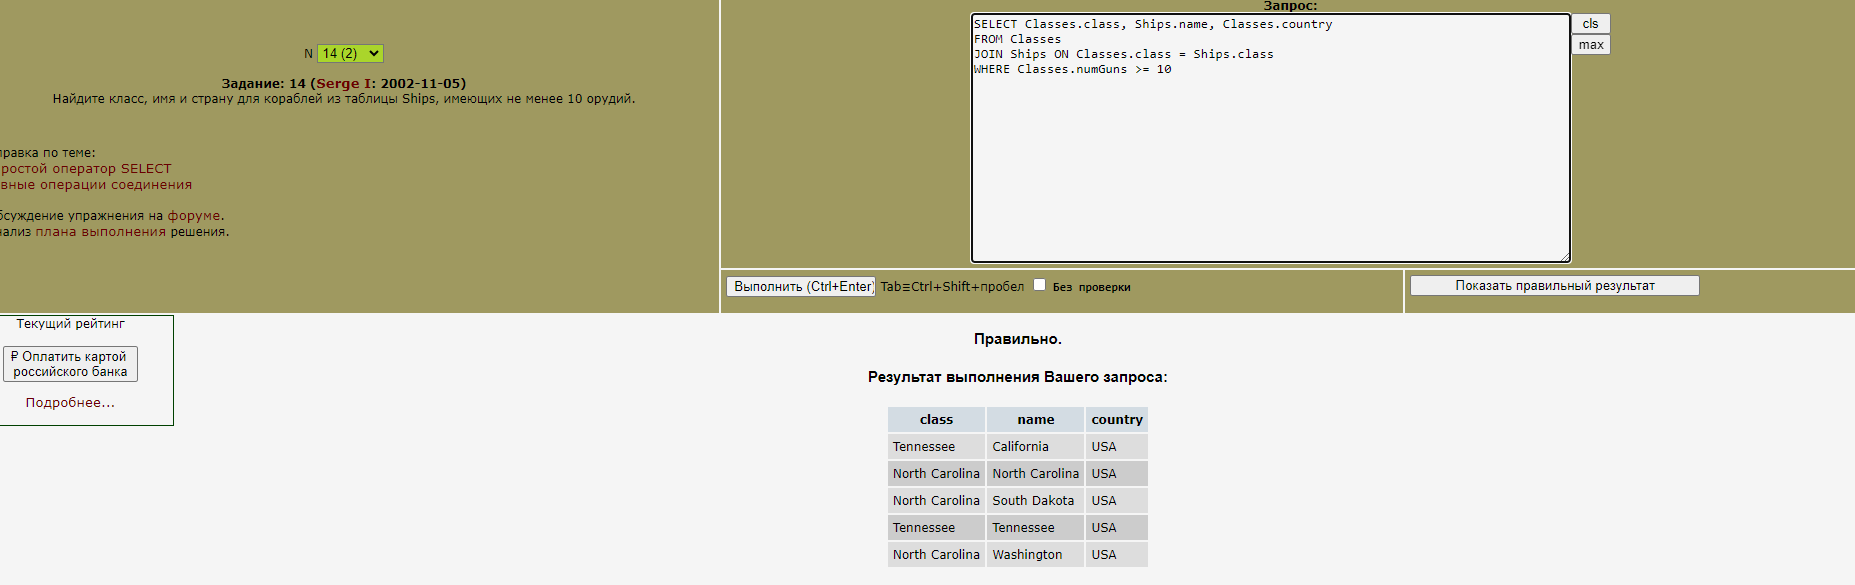 N 14 (2)
Задание: 14 (Serge I: 2002-11-05)
Найдите класс, имя и страну для кораблей из таблицы Ships, имеющих не менее 10 орудий.
правка по теме:
ростой оператор SELECT
вные операции соединения
бсуждение упражнения на форуме.
нализ плана выполнения решения.
Запрос:
SELECT Classes.class, Ships.name, Classes.country
FROM Classes
JOIN Ships ON Classes.class = Ships.class
WHERE Classes.numGuns >= 10
cls
max
Выполнить (Ctrl+Enter) Tab≡Ctrl+Shift+пробел Без проверки
Показать правильный результат
Текущий рейтинг
₽ Оплатить картой
российского банка
Подробнее...
Правильно.
Результат выполнения Вашего запроса:
class name country
Tennessee California USA
North Carolina North Carolina USA
North Carolina South Dakota USA
Tennessee Tennessee USA
North Carolina Washington USA